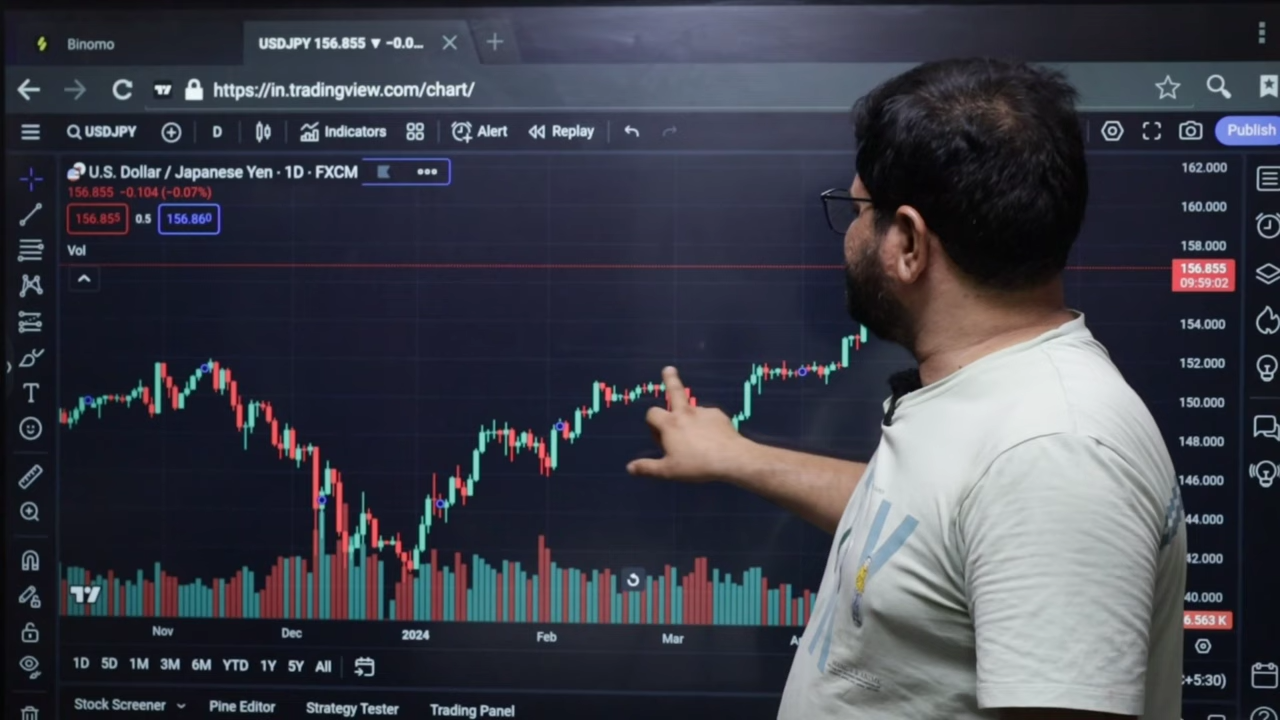 Binomo
USDJPY 156.855 ▼ −0.0...
https://in.tradingview.com/chart/
USDJPY
D
Indicators
Alert
Replay
Publish
U.S. Dollar / Japanese Yen · 1D · FXCM
156.855 −0.104 (−0.07%)
156.855 0.5 156.860
Vol
162.000
160.000
158.000
156.855
09:59:02
154.000
152.000
150.000
148.000
146.000
144.000
142.000
140.000
6.563 K
Nov Dec 2024 Feb Mar
1D 5D 1M 3M 6M YTD 1Y 5Y All
+5:30)
Stock Screener Pine Editor Strategy Tester Trading Panel